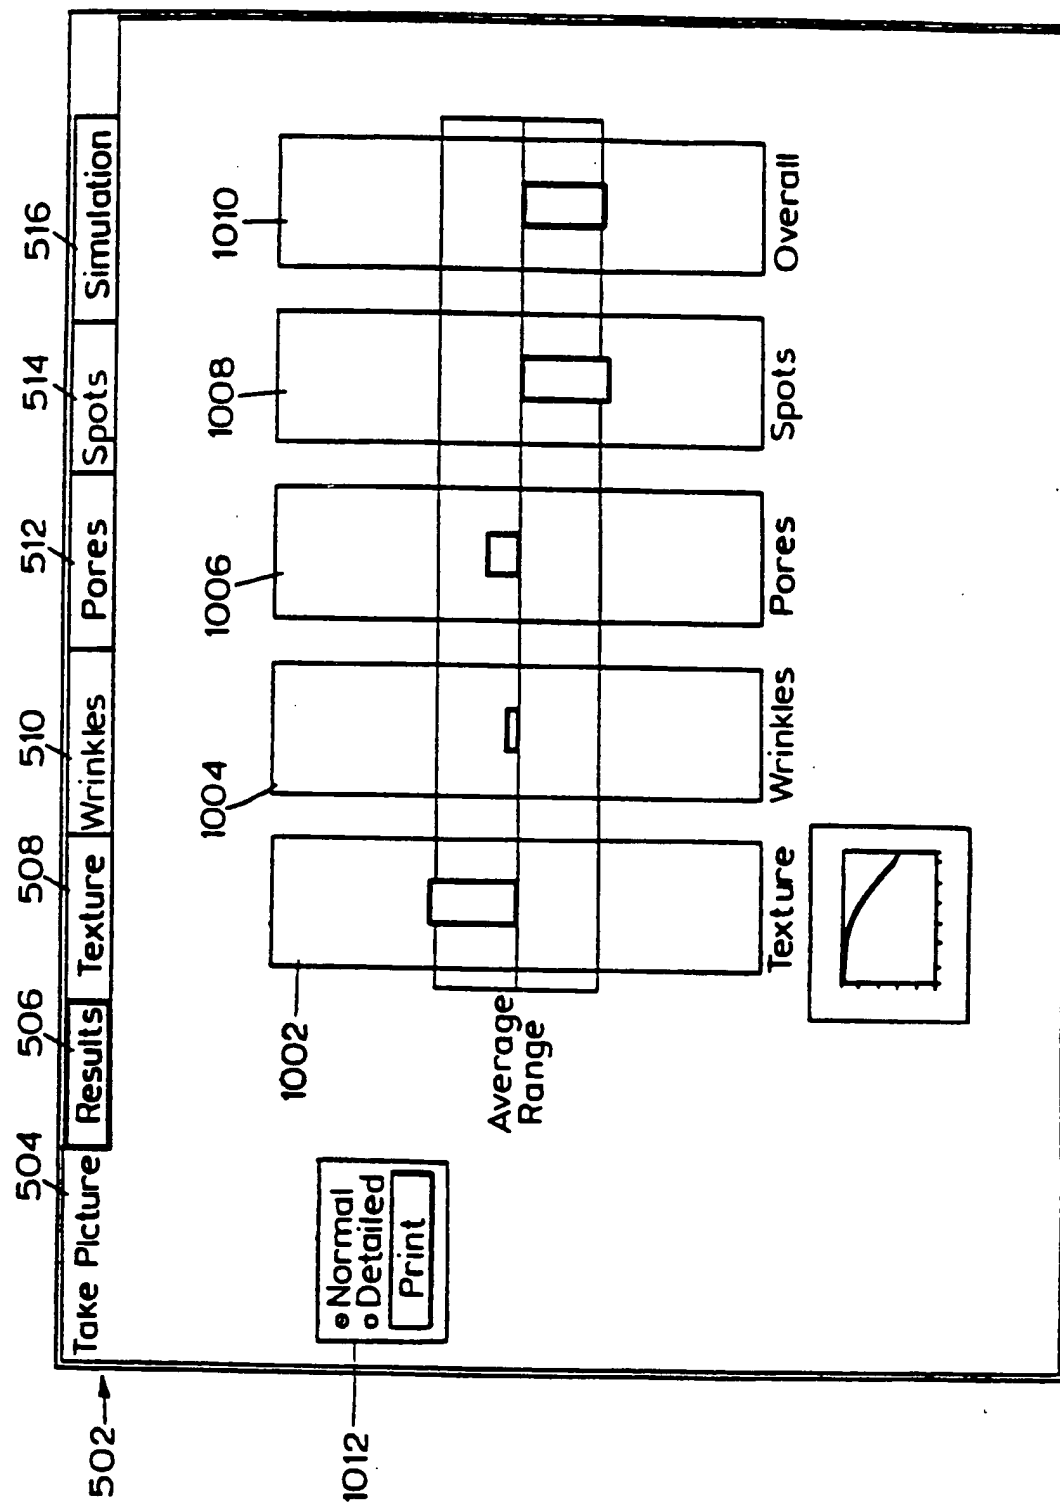 504 506 508 510 512 514 516
502
Take Picture Results Texture Wrinkles Pores Spots Simulation
1002 1004 1006 1008 1010
1012
Normal
Detailed
Print
Average
Range
Texture Wrinkles Pores Spots Overall